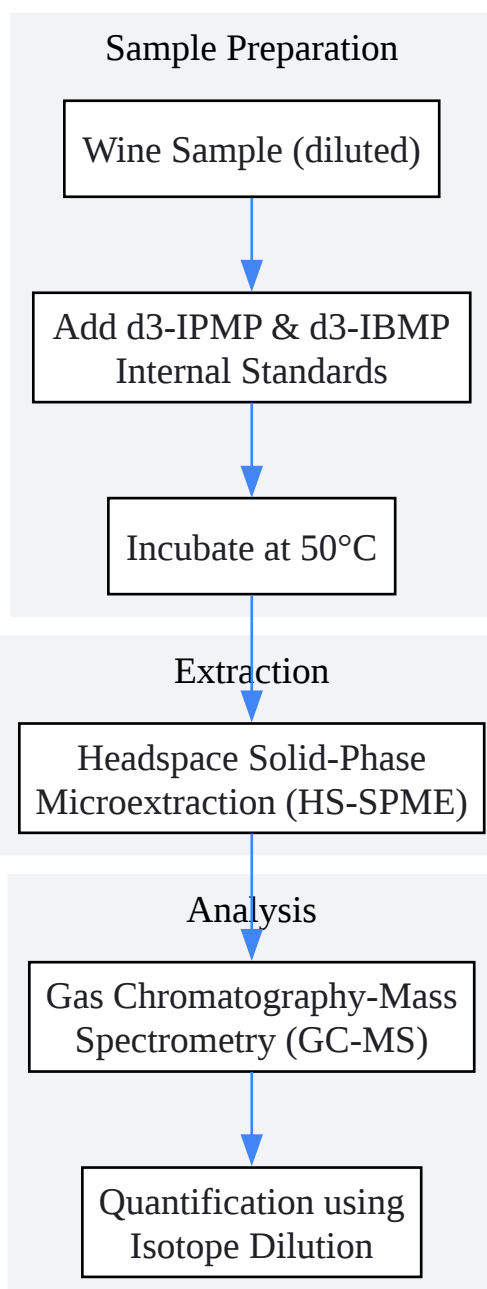 Sample Preparation
Wine Sample (diluted)
Add d3-IPMP & d3-IBMP
Internal Standards
Incubate at 50°C
Extraction
Headspace Solid-Phase
Microextraction (HS-SPME)
Analysis
Gas Chromatography-Mass
Spectrometry (GC-MS)
Quantification using
Isotope Dilution